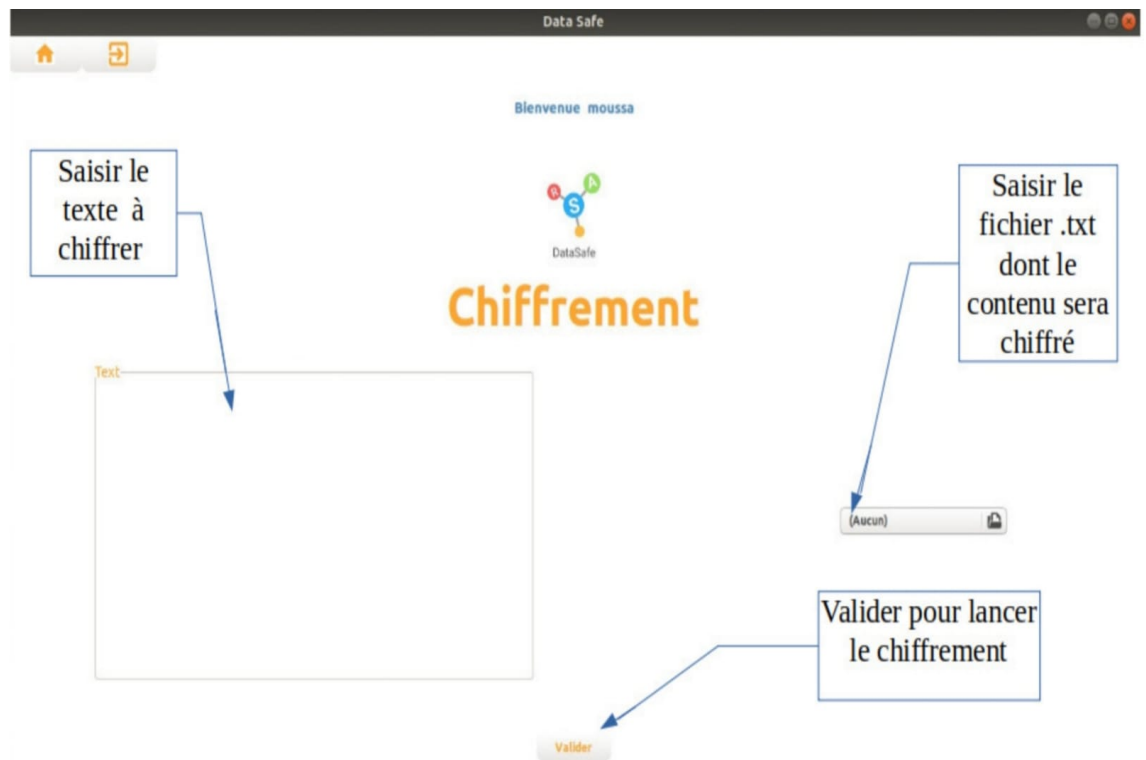 Data Safe
Bienvenue moussa
Saisir le
texte à
chiffrer
R
A
S
DataSafe
Saisir le
fichier .txt
dont le
contenu sera
chiffré
Chiffrement
Text
(Aucun)
Valider pour lancer
le chiffrement
Valider